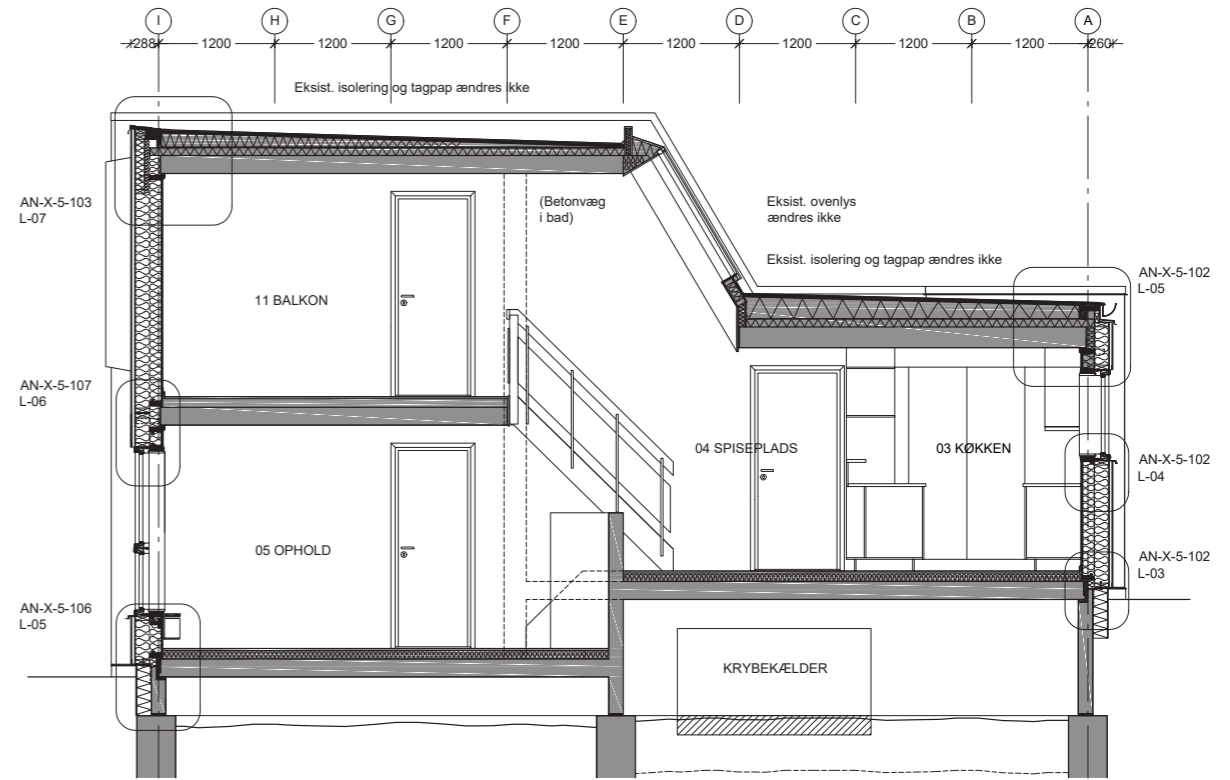 I H G F E D C B A
288 1200 1200 1200 1200 1200 1200 1200 1200 260
Eksist. isolering og tagpap ændres ikke
AN-X-5-103
L-07
(Betonvæg
i bad)
Eksist. ovenlys
ændres ikke
Eksist. isolering og tagpap ændres ikke
AN-X-5-102
L-05
11 BALKON
AN-X-5-107
L-06
04 SPISEPLADS
03 KØKKEN
AN-X-5-102
L-04
05 OPHOLD
AN-X-5-102
L-03
AN-X-5-106
L-05
KRYBEKÆLDER